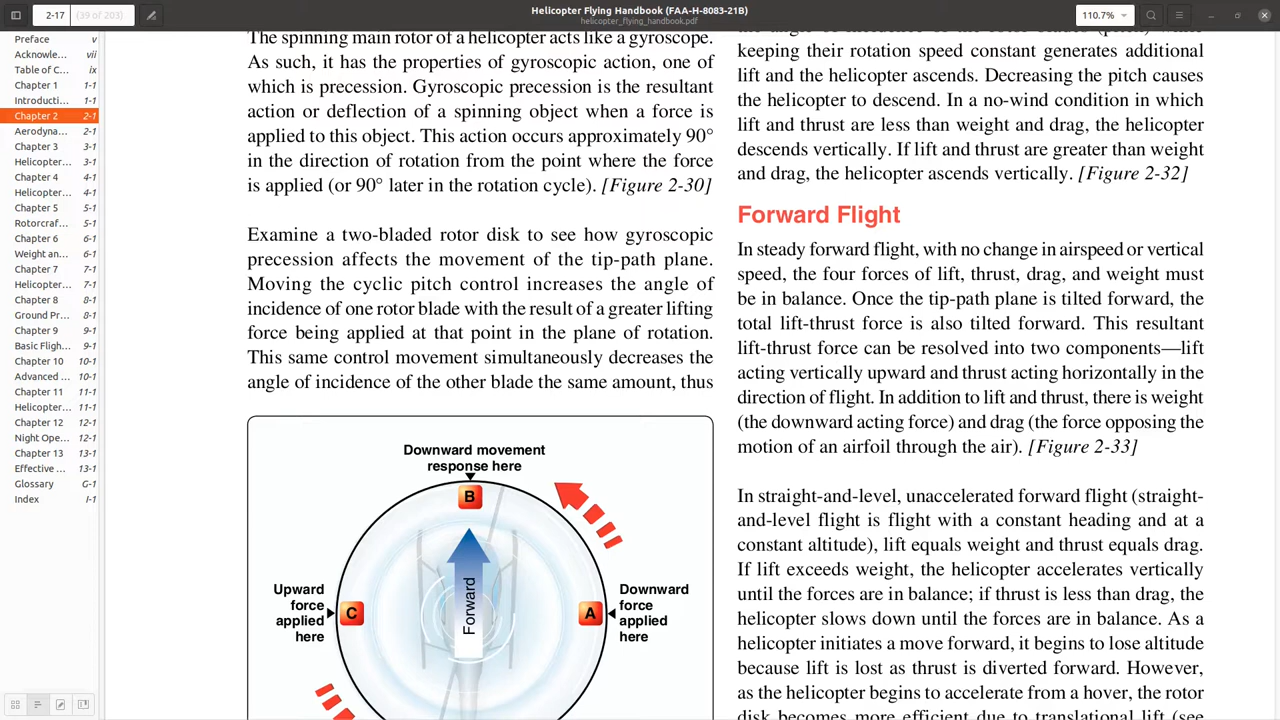 2-17
(39 of 203)
Helicopter Flying Handbook (FAA-H-8083-21B)
helicopter_flying_handbook.pdf
110.7%
Preface v
Acknowle... vii
Table of C... ix
Chapter 1 1-1
Introducti... 1-1
Chapter 2 2-1
Aerodyna... 2-1
Chapter 3 3-1
Helicopter... 3-1
Chapter 4 4-1
Helicopter... 4-1
Chapter 5 5-1
Rotorcraf... 5-1
Chapter 6 6-1
Weight an... 6-1
Chapter 7 7-1
Helicopter... 7-1
Chapter 8 8-1
Ground Pr... 8-1
Chapter 9 9-1
Basic Fligh... 9-1
Chapter 10 10-1
Advanced ... 10-1
Chapter 11 11-1
Helicopter... 11-1
Chapter 12 12-1
Night Ope... 12-1
Chapter 13 13-1
Effective ... 13-1
Glossary G-1
Index I-1
The spinning main rotor of a helicopter acts like a gyroscope.
As such, it has the properties of gyroscopic action, one of
which is precession. Gyroscopic precession is the resultant
action or deflection of a spinning object when a force is
applied to this object. This action occurs approximately 90°
in the direction of rotation from the point where the force
is applied (or 90° later in the rotation cycle). [Figure 2-30]
Examine a two-bladed rotor disk to see how gyroscopic
precession affects the movement of the tip-path plane.
Moving the cyclic pitch control increases the angle of
incidence of one rotor blade with the result of a greater lifting
force being applied at that point in the plane of rotation.
This same control movement simultaneously decreases the
angle of incidence of the other blade the same amount, thus
Downward movement
response here
B
Upward
force
applied
here
C
Forward
A
Downward
force
applied
here
keeping their rotation speed constant generates additional
lift and the helicopter ascends. Decreasing the pitch causes
the helicopter to descend. In a no-wind condition in which
lift and thrust are less than weight and drag, the helicopter
descends vertically. If lift and thrust are greater than weight
and drag, the helicopter ascends vertically. [Figure 2-32]
Forward Flight
In steady forward flight, with no change in airspeed or vertical
speed, the four forces of lift, thrust, drag, and weight must
be in balance. Once the tip-path plane is tilted forward, the
total lift-thrust force is also tilted forward. This resultant
lift-thrust force can be resolved into two components—lift
acting vertically upward and thrust acting horizontally in the
direction of flight. In addition to lift and thrust, there is weight
(the downward acting force) and drag (the force opposing the
motion of an airfoil through the air). [Figure 2-33]
In straight-and-level, unaccelerated forward flight (straight-
and-level flight is flight with a constant heading and at a
constant altitude), lift equals weight and thrust equals drag.
If lift exceeds weight, the helicopter accelerates vertically
until the forces are in balance; if thrust is less than drag, the
helicopter slows down until the forces are in balance. As a
helicopter initiates a move forward, it begins to lose altitude
because lift is lost as thrust is diverted forward. However,
as the helicopter begins to accelerate from a hover, the rotor
disk becomes more efficient due to translational lift (see